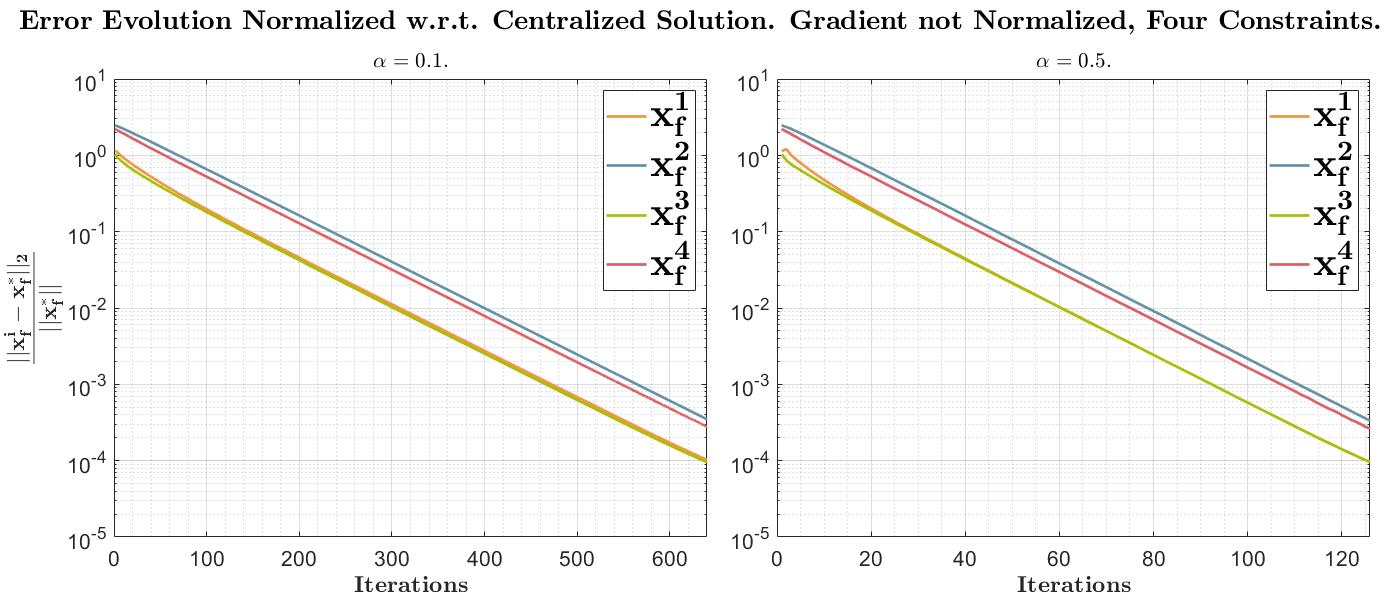 Error Evolution Normalized w.r.t. Centralized Solution. Gradient not Normalized, Four Constraints.
α = 0.1.
||x_f^i − x_f^*||_2
||x_f^*||
10^1
10^0
10^-1
10^-2
10^-3
10^-4
10^-5
0 100 200 300 400 500 600
Iterations
x_f^1
x_f^2
x_f^3
x_f^4
α = 0.5.
10^1
10^0
10^-1
10^-2
10^-3
10^-4
10^-5
0 20 40 60 80 100 120
Iterations
x_f^1
x_f^2
x_f^3
x_f^4